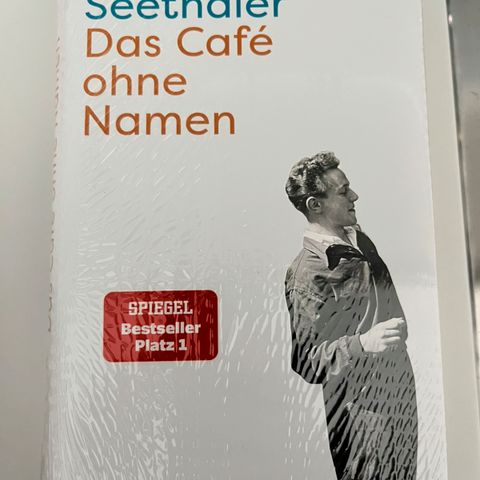 Seethaler
Das Café
ohne
Namen
SPIEGEL
Bestseller
Platz 1